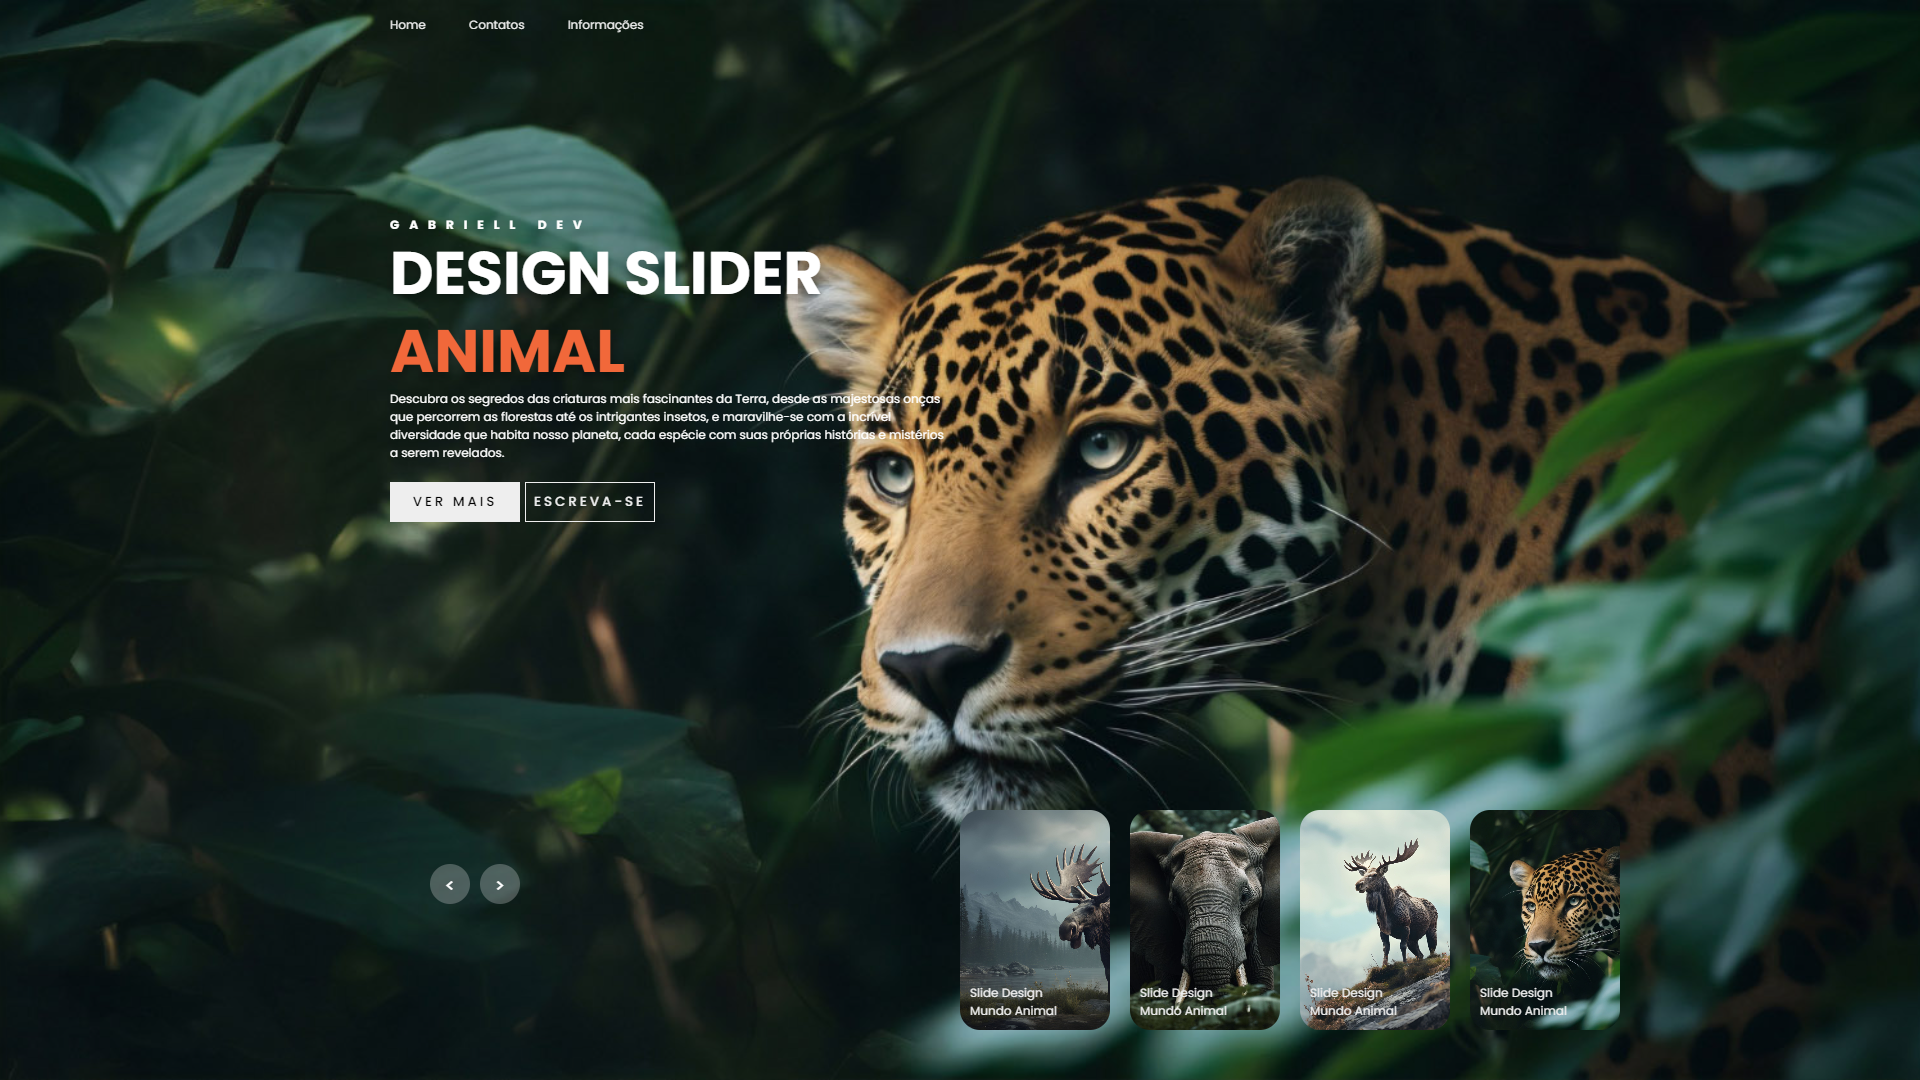 Home Contatos Informações
GABRIELL DEV
DESIGN SLIDER
ANIMAL
Descubra os segredos das criaturas mais fascinantes da Terra, desde as majestosas onças
que percorrem as florestas até os intrigantes insetos, e maravilhe-se com a incrível
diversidade que habita nosso planeta, cada espécie com suas próprias histórias e mistérios
a serem revelados.
VER MAIS ESCREVA-SE
< >
Slide Design
Mundo Animal
Slide Design
Mundo Animal
Slide Design
Mundo Animal
Slide Design
Mundo Animal